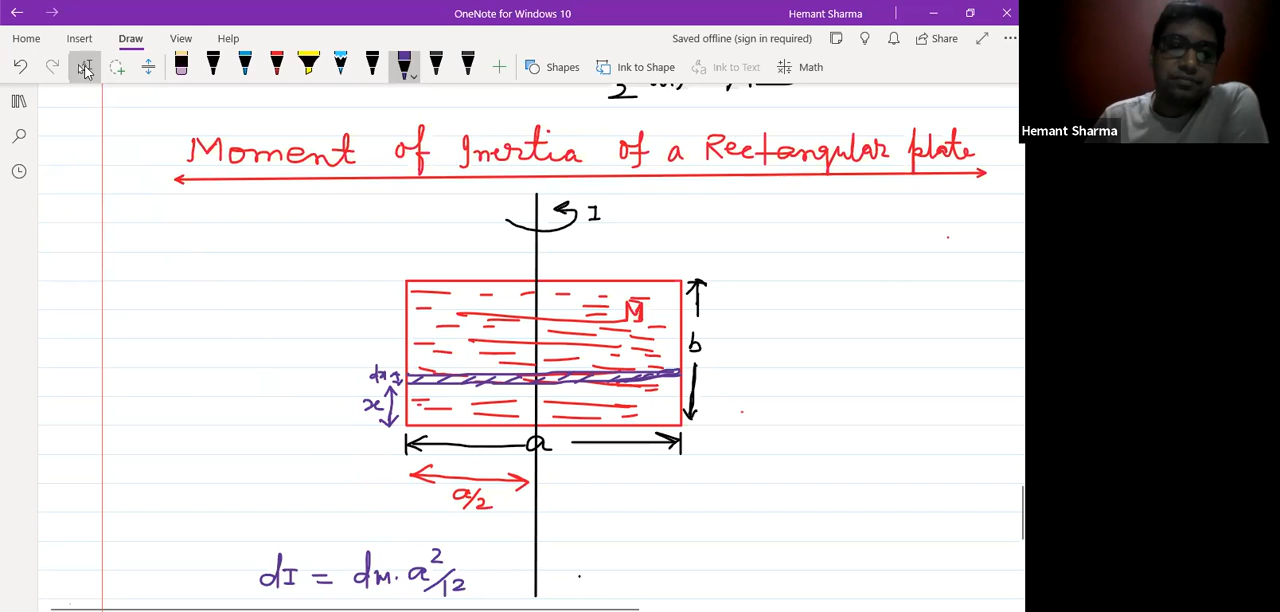 OneNote for Windows 10
Hemant Sharma
Home Insert Draw View Help
Saved offline (sign in required)
Share
Shapes
Ink to Shape
Ink to Text
Math
Hemant Sharma
2
Moment of Inertia of a Rectangular plate
I
M
b
x
a
a/2
dI = dm. a²/12